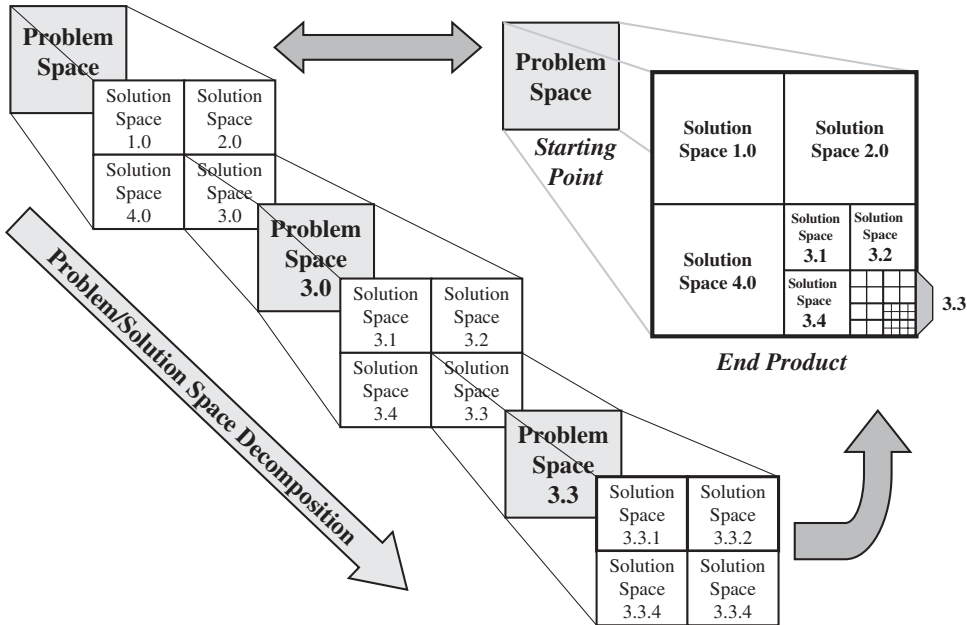 Problem
Space
Solution
Space
1.0
Solution
Space
2.0
Solution
Space
4.0
Solution
Space
3.0
Problem
Space
3.0
Solution
Space
3.1
Solution
Space
3.2
Solution
Space
3.4
Solution
Space
3.3
Problem
Space
3.3
Solution
Space
3.3.1
Solution
Space
3.3.2
Solution
Space
3.3.4
Solution
Space
3.3.4
Problem/Solution Space Decomposition
Problem
Space
Starting
Point
Solution
Space 1.0
Solution
Space 2.0
Solution
Space 4.0
Solution
Space
3.1
Solution
Space
3.2
Solution
Space
3.4
3.3
End Product